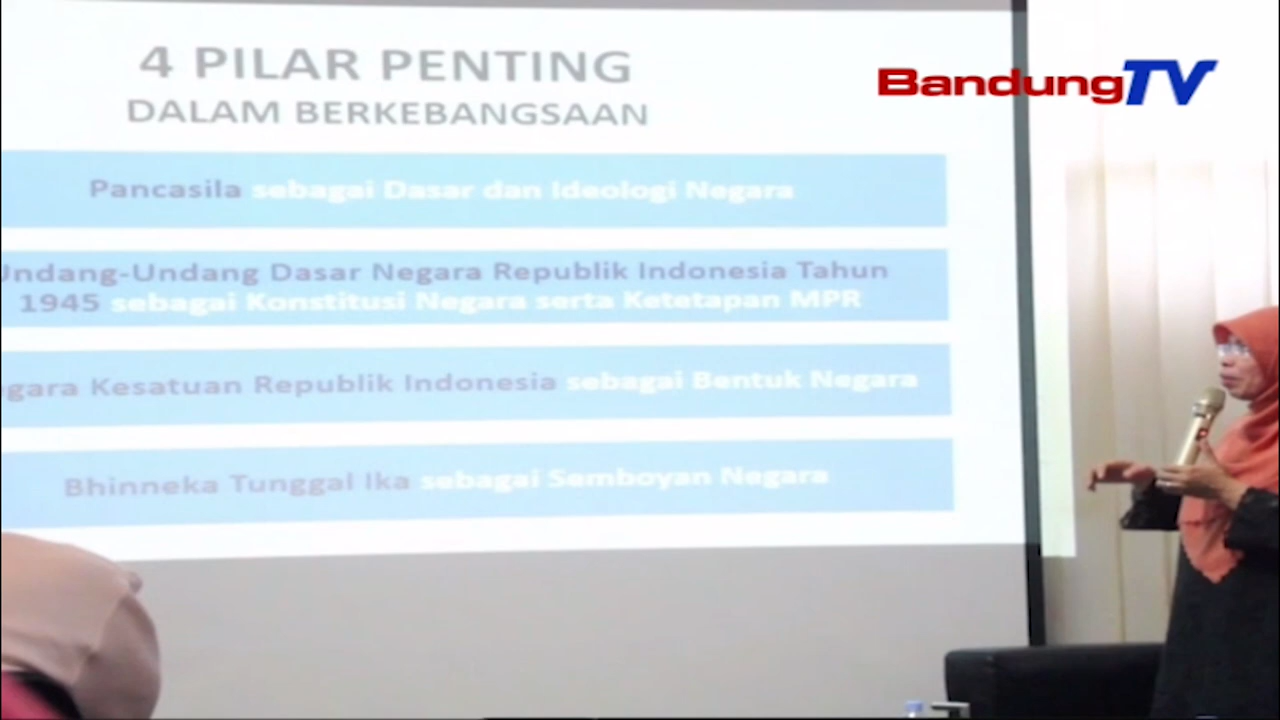 4 PILAR PENTING
DALAM BERKEBANGSAAN
BandungTV
Pancasila sebagai Dasar dan Ideologi Negara
Undang-Undang Dasar Negara Republik Indonesia Tahun
1945 sebagai Konstitusi Negara serta Ketetapan MPR
egara Kesatuan Republik Indonesia sebagai Bentuk Negara
Bhinneka Tunggal Ika sebagai Semboyan Negara